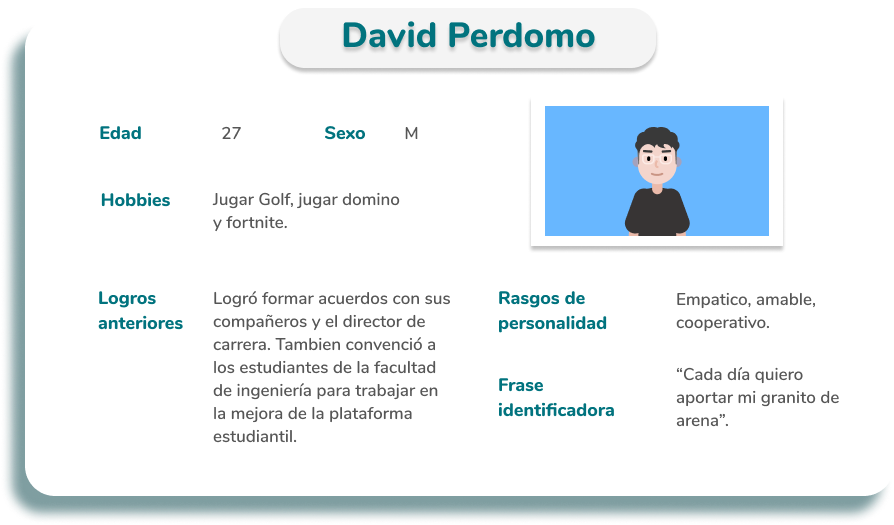 David Perdomo
Edad 27 Sexo M
Hobbies
Jugar Golf, jugar domino
y fortnite.
Logros
anteriores
Logró formar acuerdos con sus
compañeros y el director de
carrera. Tambien convenció a
los estudiantes de la facultad
de ingeniería para trabajar en
la mejora de la plataforma
estudiantil.
Rasgos de
personalidad
Empatico, amable,
cooperativo.
Frase
identificadora
“Cada día quiero
aportar mi granito de
arena”.